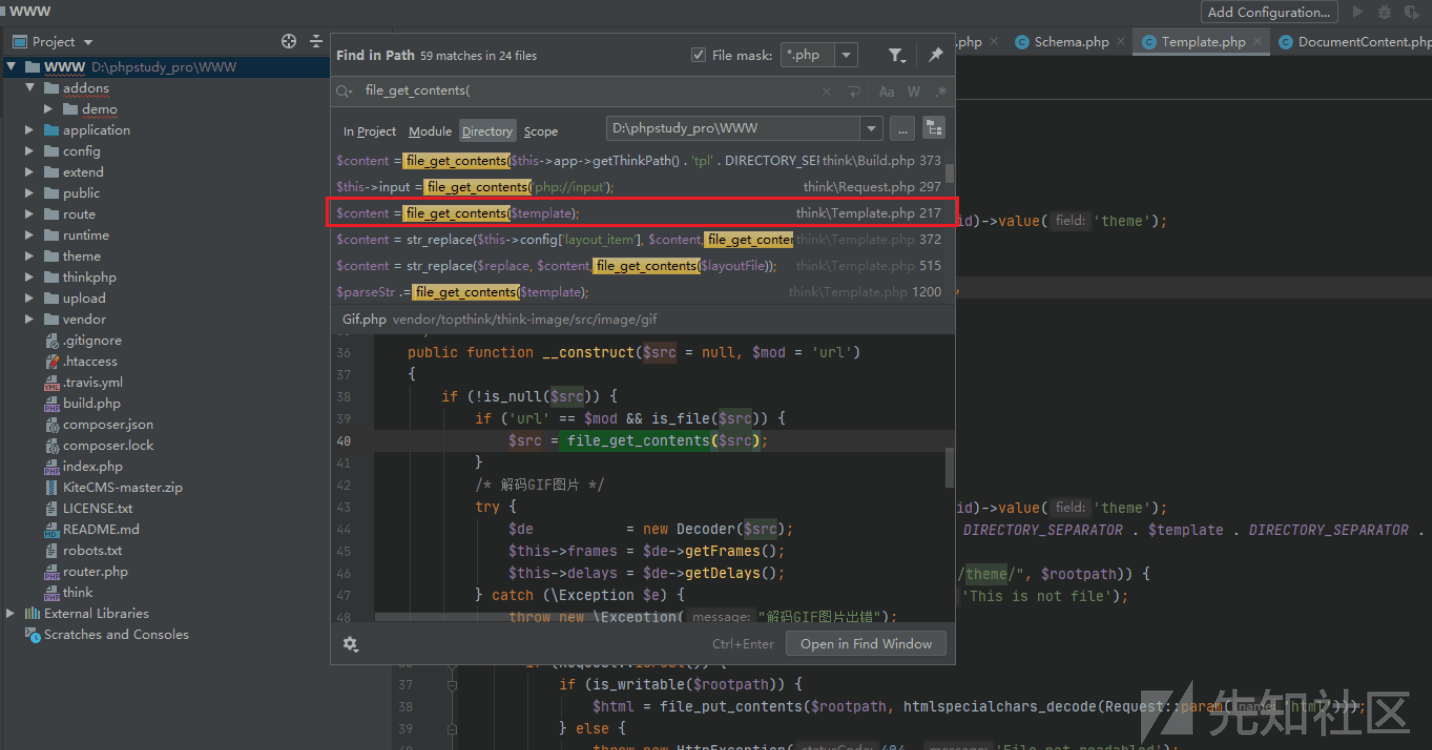 WWW
Add Configuration...
Project
.php
Schema.php
Template.php
DocumentContent.php
WWW D:\phpstudy_pro\WWW
addons
demo
application
config
extend
public
route
runtime
theme
thinkphp
upload
vendor
.gitignore
.htaccess
.travis.yml
build.php
composer.json
composer.lock
index.php
KiteCMS-master.zip
LICENSE.txt
README.md
robots.txt
router.php
think
External Libraries
Scratches and Consoles
Find in Path 59 matches in 24 files
File mask: *.php
file_get_contents(
Aa W .*
In Project Module Directory Scope D:\phpstudy_pro\WWW ...
$content = file_get_contents($this->app->getThinkPath() . 'tpl' . DIRECTORY_SEI think\Build.php 373
$this->input = file_get_contents('php://input'); think\Request.php 297
$content = file_get_contents($template); think\Template.php 217
$content = str_replace($this->config['layout_item'], $content, file_get_conter think\Template.php 372
$content = str_replace($replace, $content, file_get_contents($layoutFile)); think\Template.php 515
$parseStr .= file_get_contents($template); think\Template.php 1200
Gif.php vendor/topthink/think-image/src/image/gif
36 public function __construct($src = null, $mod = 'url')
37 {
38 if (!is_null($src)) {
39 if ('url' == $mod && is_file($src)) {
40 $src = file_get_contents($src);
41 }
42 /* 解码GIF图片 */
43 try {
44 $de = new Decoder($src);
45 $this->frames = $de->getFrames();
46 $this->delays = $de->getDelays();
47 } catch (\Exception $e) {
48 throw new \Exception( message: "解码GIF图片出错");
Ctrl+Enter Open in Find Window
id)->value( field: 'theme');
id)->value( field: 'theme');
DIRECTORY_SEPARATOR . $template . DIRECTORY_SEPARATOR .
/theme/", $rootpath)) {
'This is not file');
37 if (is_writable($rootpath)) {
38 $html = file_put_contents($rootpath, htmlspecialchars_decode(Request::param( name: 'html')));
39 } else {
先知社区